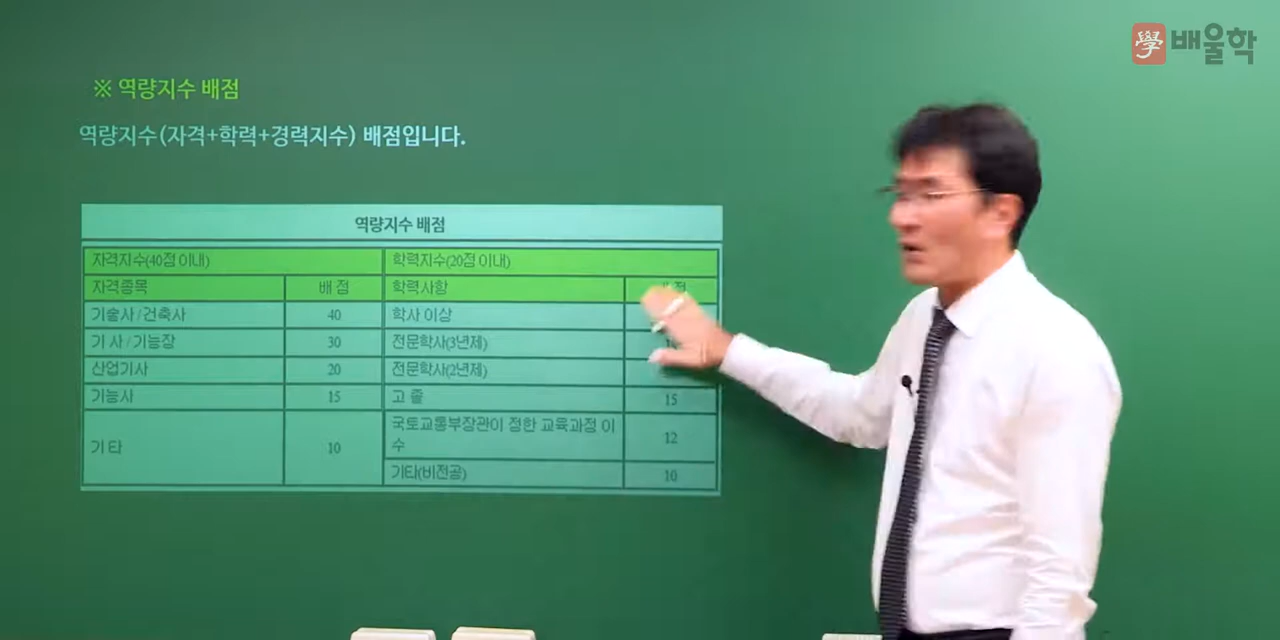 學 배울학
※ 역량지수 배점
역량지수(자격+학력+경력지수) 배점입니다.
역량지수 배점
자격지수(40점 이내) 학력지수(20점 이내)
자격종목 배 점 학력사항 점
기술사 / 건축사 40 학사 이상
기 사 / 기능장 30 전문학사(3년제)
산업기사 20 전문학사(2년제)
기능사 15 고 졸 15
기 타 10 국토교통부장관이 정한 교육과정 이
수 12
기타(비전공) 10